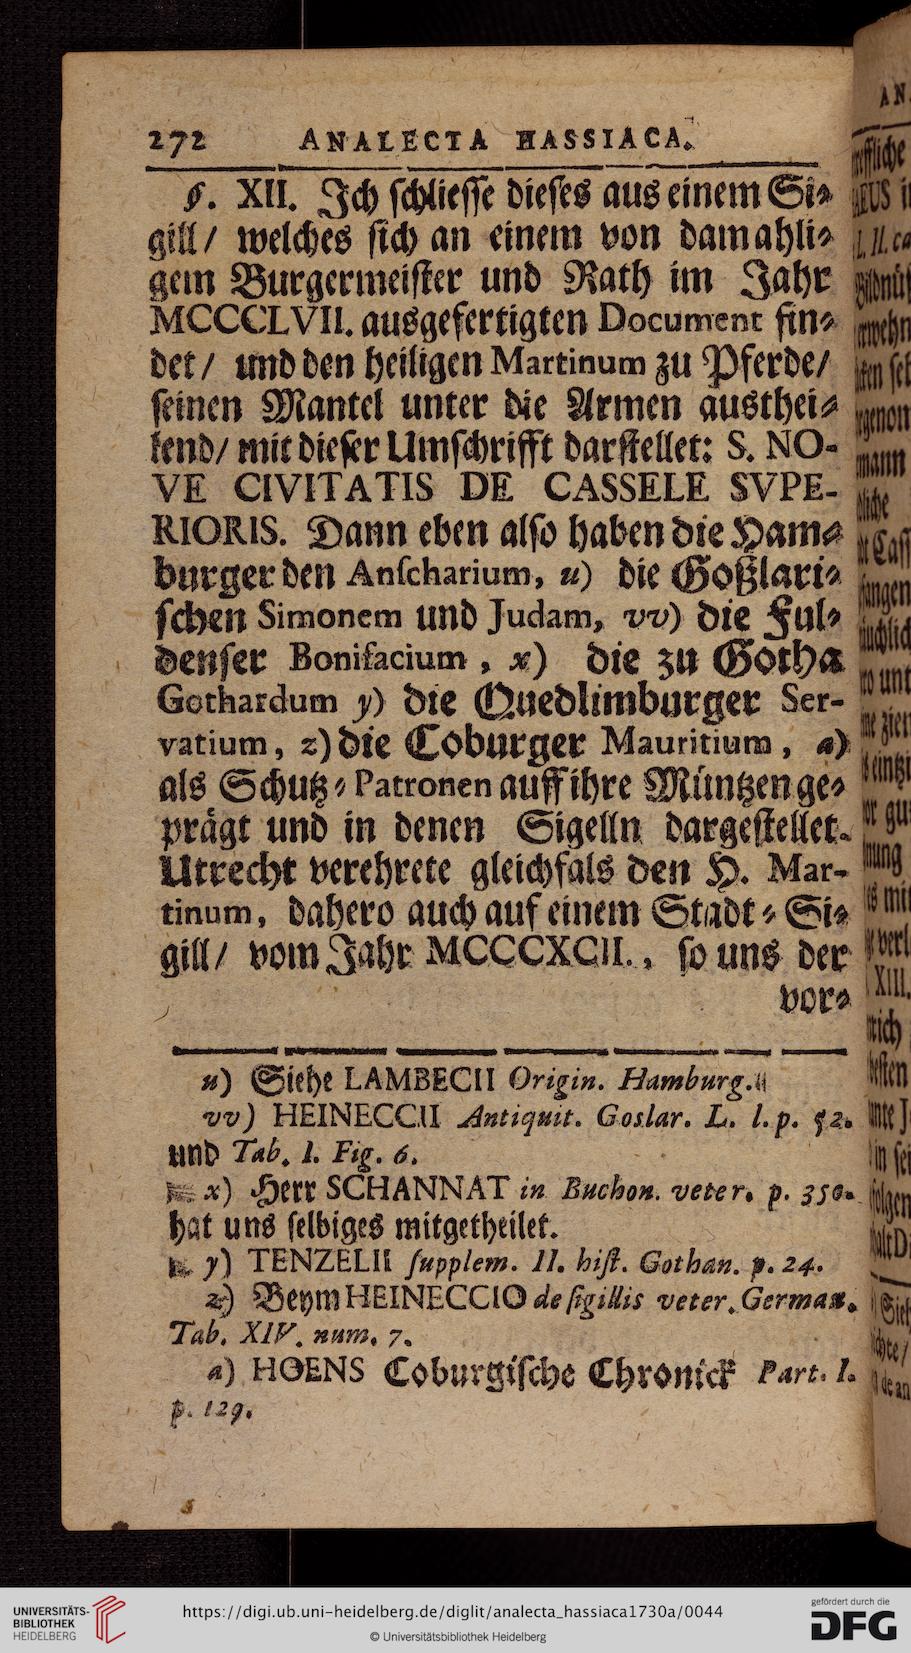 272 ANALECTA HASSIACA.
§. XII. Ich schliesse dieses aus einem Si-
gill/ welches sich an einem von damahli-
gem Burgermeister und Rath im Jahr
MCCCLVII. ausgefertigten Document fin-
det/ und den heiligen Martinum zu Pferde/
seinen Mantel unter die Armen austhei-
lend/ mit dieser Umschrifft darstellet: S. NO-
VE CIVITATIS DE CASSELE SVPE-
RIORIS. Dann eben also haben die Ham-
burger den Anscharium, u) die Goßlari-
schen Simonem und Judam, vv) die Ful-
denser Bonifacium, x) die zu Gotha
Gothardum y) die Quedlimburger Ser-
vatium, z) die Coburger Mauritium, a)
als Schutz-Patronen auff ihre Müntzen ge-
prägt und in denen Sigelln dargestellet.
Utrecht verehrete gleichfals den H. Mar-
tinum, dahero auch auf einem Stadt-Si-
gill/ vom Jahr MCCCXCII., so uns der
vor-
u) Siehe LAMBECII Origin. Hamburg.
vv) HEINECCII Antiquit. Goslar. L. l. p. 52.
und Tab. l. Fig. 6.
x) Herr SCHANNAT in Buchon. veter. p. 350.
hat uns selbiges mitgetheilet.
y) TENZELII supplem. II. hist. Gothan. p. 24.
z) Beym HEINECCIO de sigillis veter. German.
Tab. XIV. num. 7.
a) HOENS Coburgische Chronick Part. I.
p. 129.
UNIVERSITÄTS-
BIBLIOTHEK
HEIDELBERG
https://digi.ub.uni-heidelberg.de/diglit/analecta_hassiaca1730a/0044
© Universitätsbibliothek Heidelberg
gefördert durch die
DFG